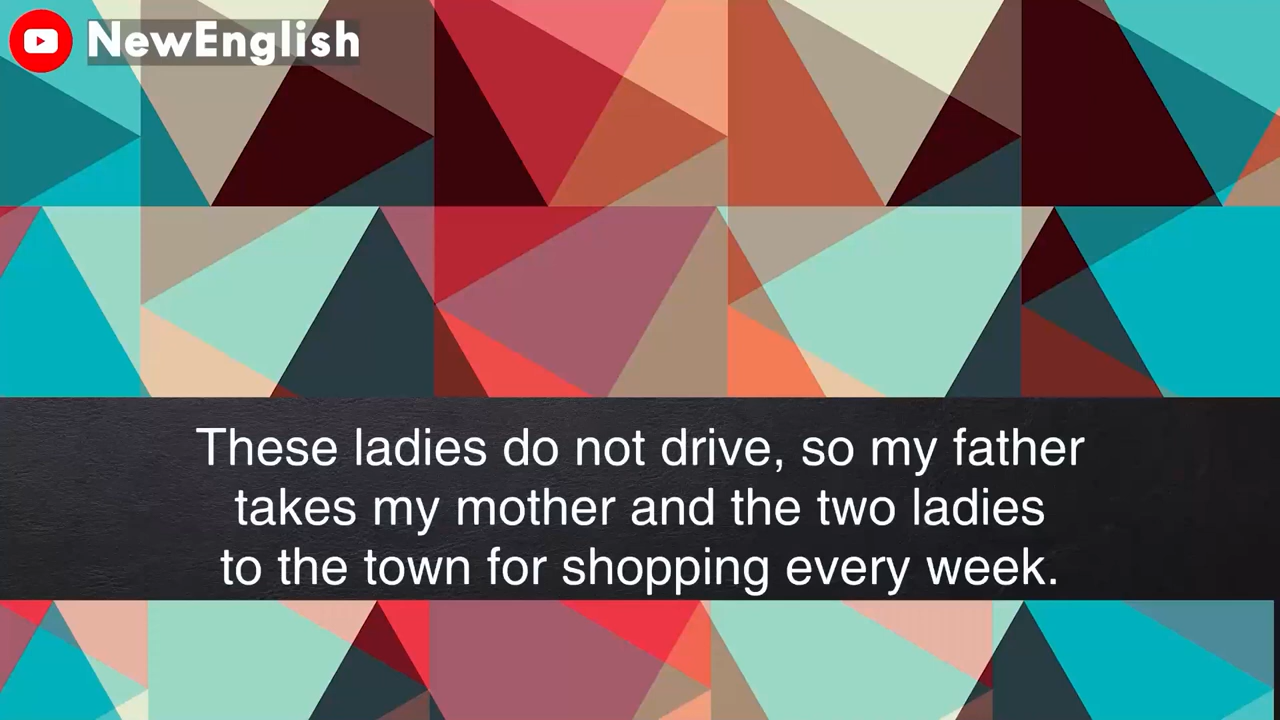 NewEnglish
These ladies do not drive, so my father
takes my mother and the two ladies
to the town for shopping every week.